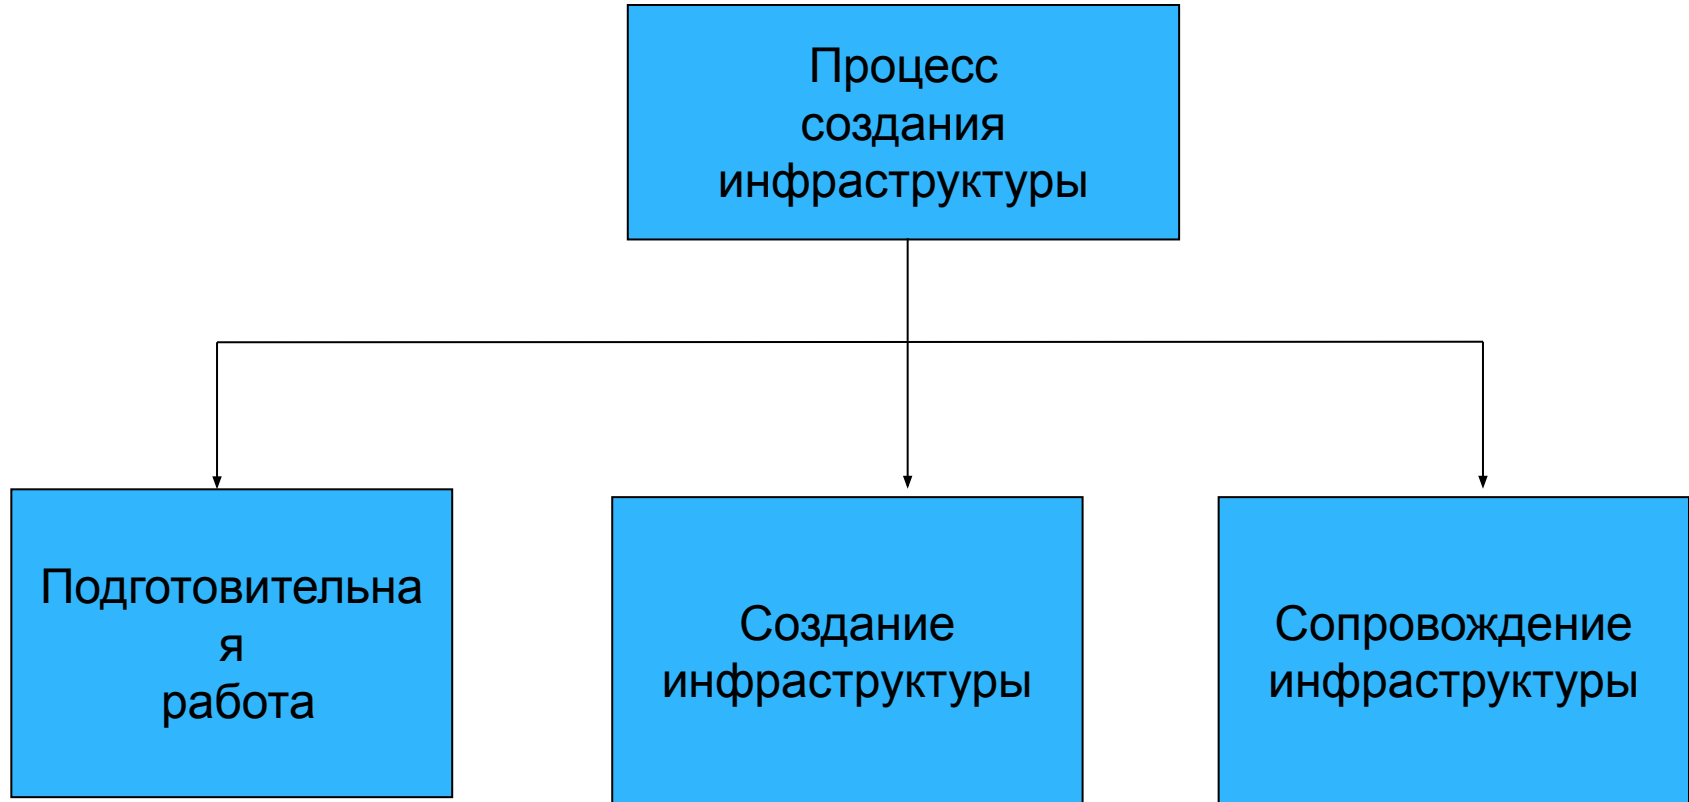 Процесс
создания
инфраструктуры
Подготовительна
я
работа
Создание
инфраструктуры
Сопровождение
инфраструктуры